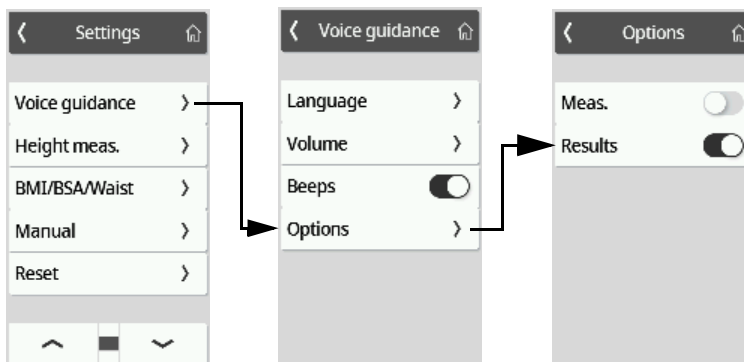 Settings
Voice guidance
Height meas.
BMI/BSA/Waist
Manual
Reset
Voice guidance
Language
Volume
Beeps
Options
Options
Meas.
Results